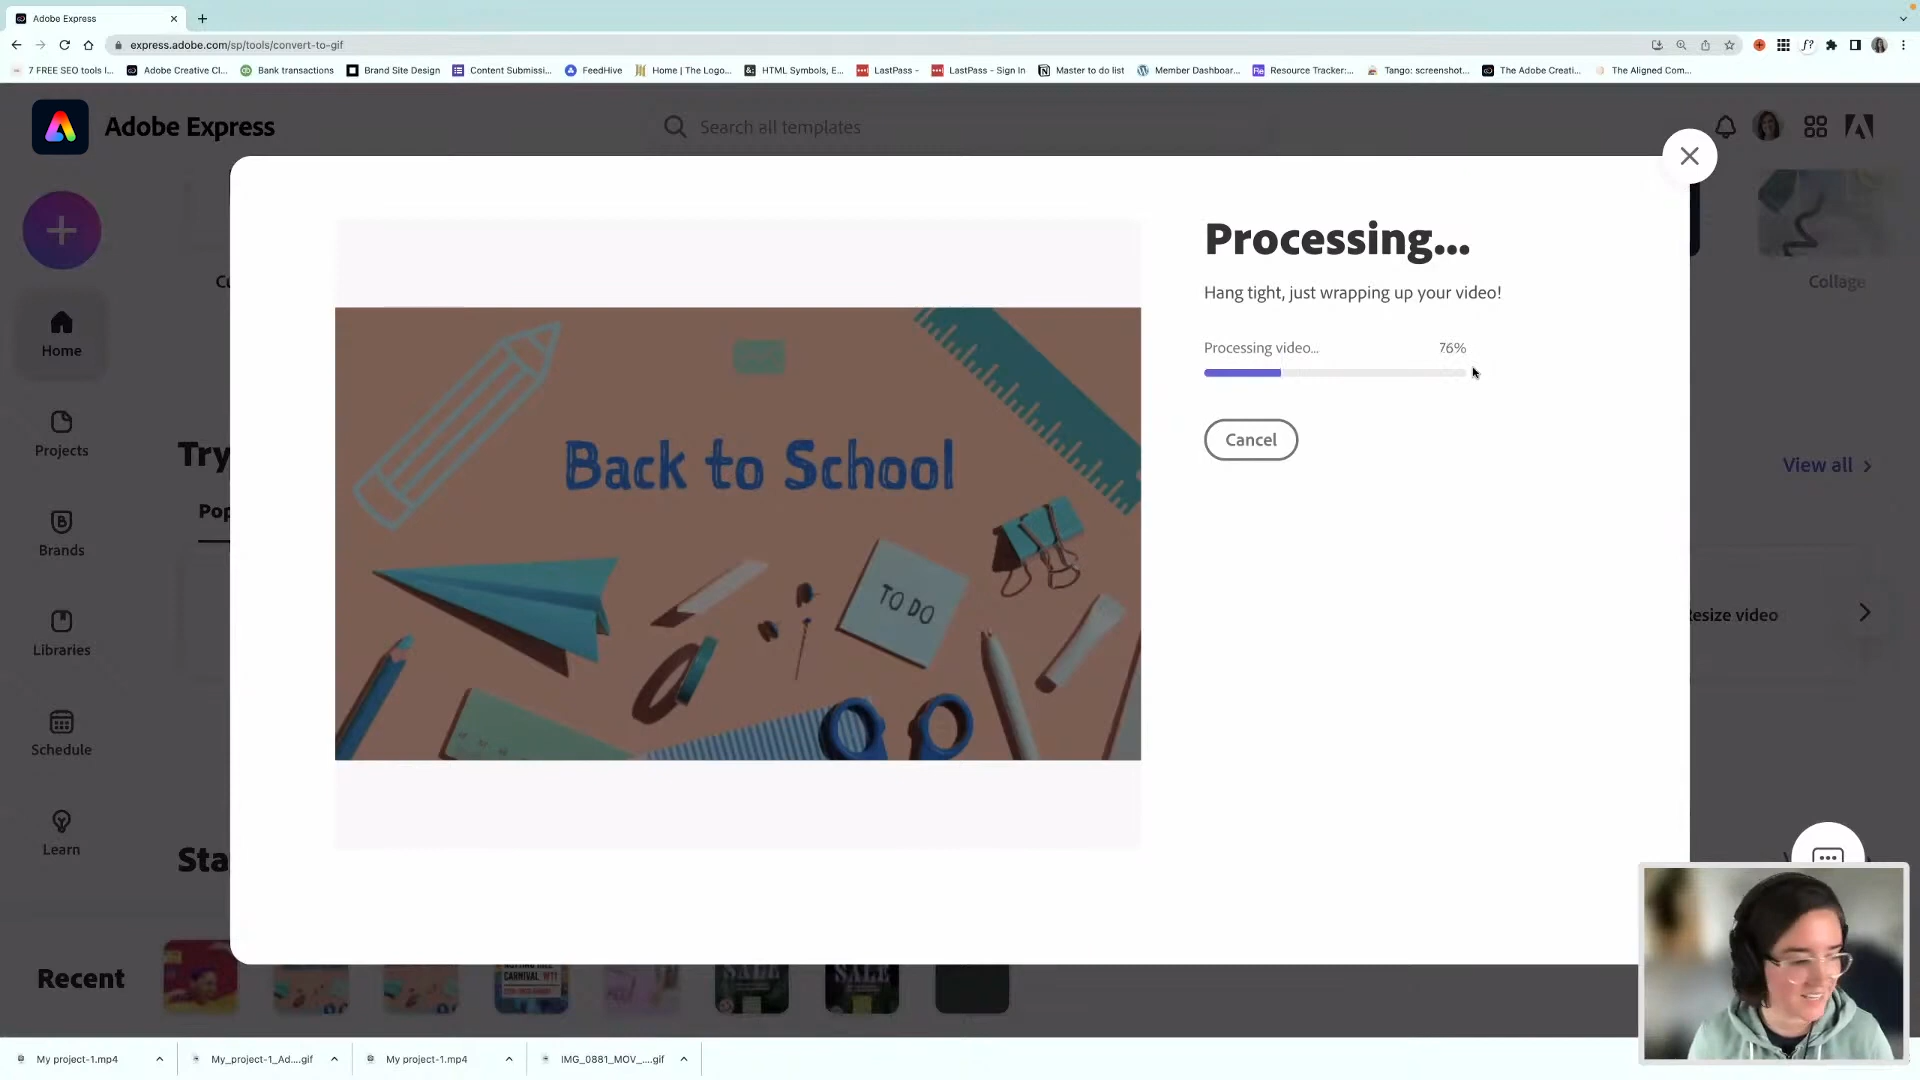 Adobe Express
express.adobe.com/sp/tools/convert-to-gif
7 FREE SEO tools l...
Adobe Creative Cl...
Bank transactions
Brand Site Design
Content Submissi...
FeedHive
Home | The Logo...
HTML Symbols, E...
LastPass -
LastPass - Sign In
Master to do list
Member Dashboar...
Resource Tracker:...
Tango: screenshot...
The Adobe Creati...
The Aligned Com...
Adobe Express
Search all templates
Home
Projects
Brands
Libraries
Schedule
Learn
Collage
Try
Pop
View all
Resize video
Sta
Processing...
Hang tight, just wrapping up your video!
Processing video... 76%
Cancel
Back to School
TO DO
Recent
CARNIVAL
SALE
SALE
My project-1.mp4
My_project-1_Ad....gif
My project-1.mp4
IMG_0881_MOV_....gif